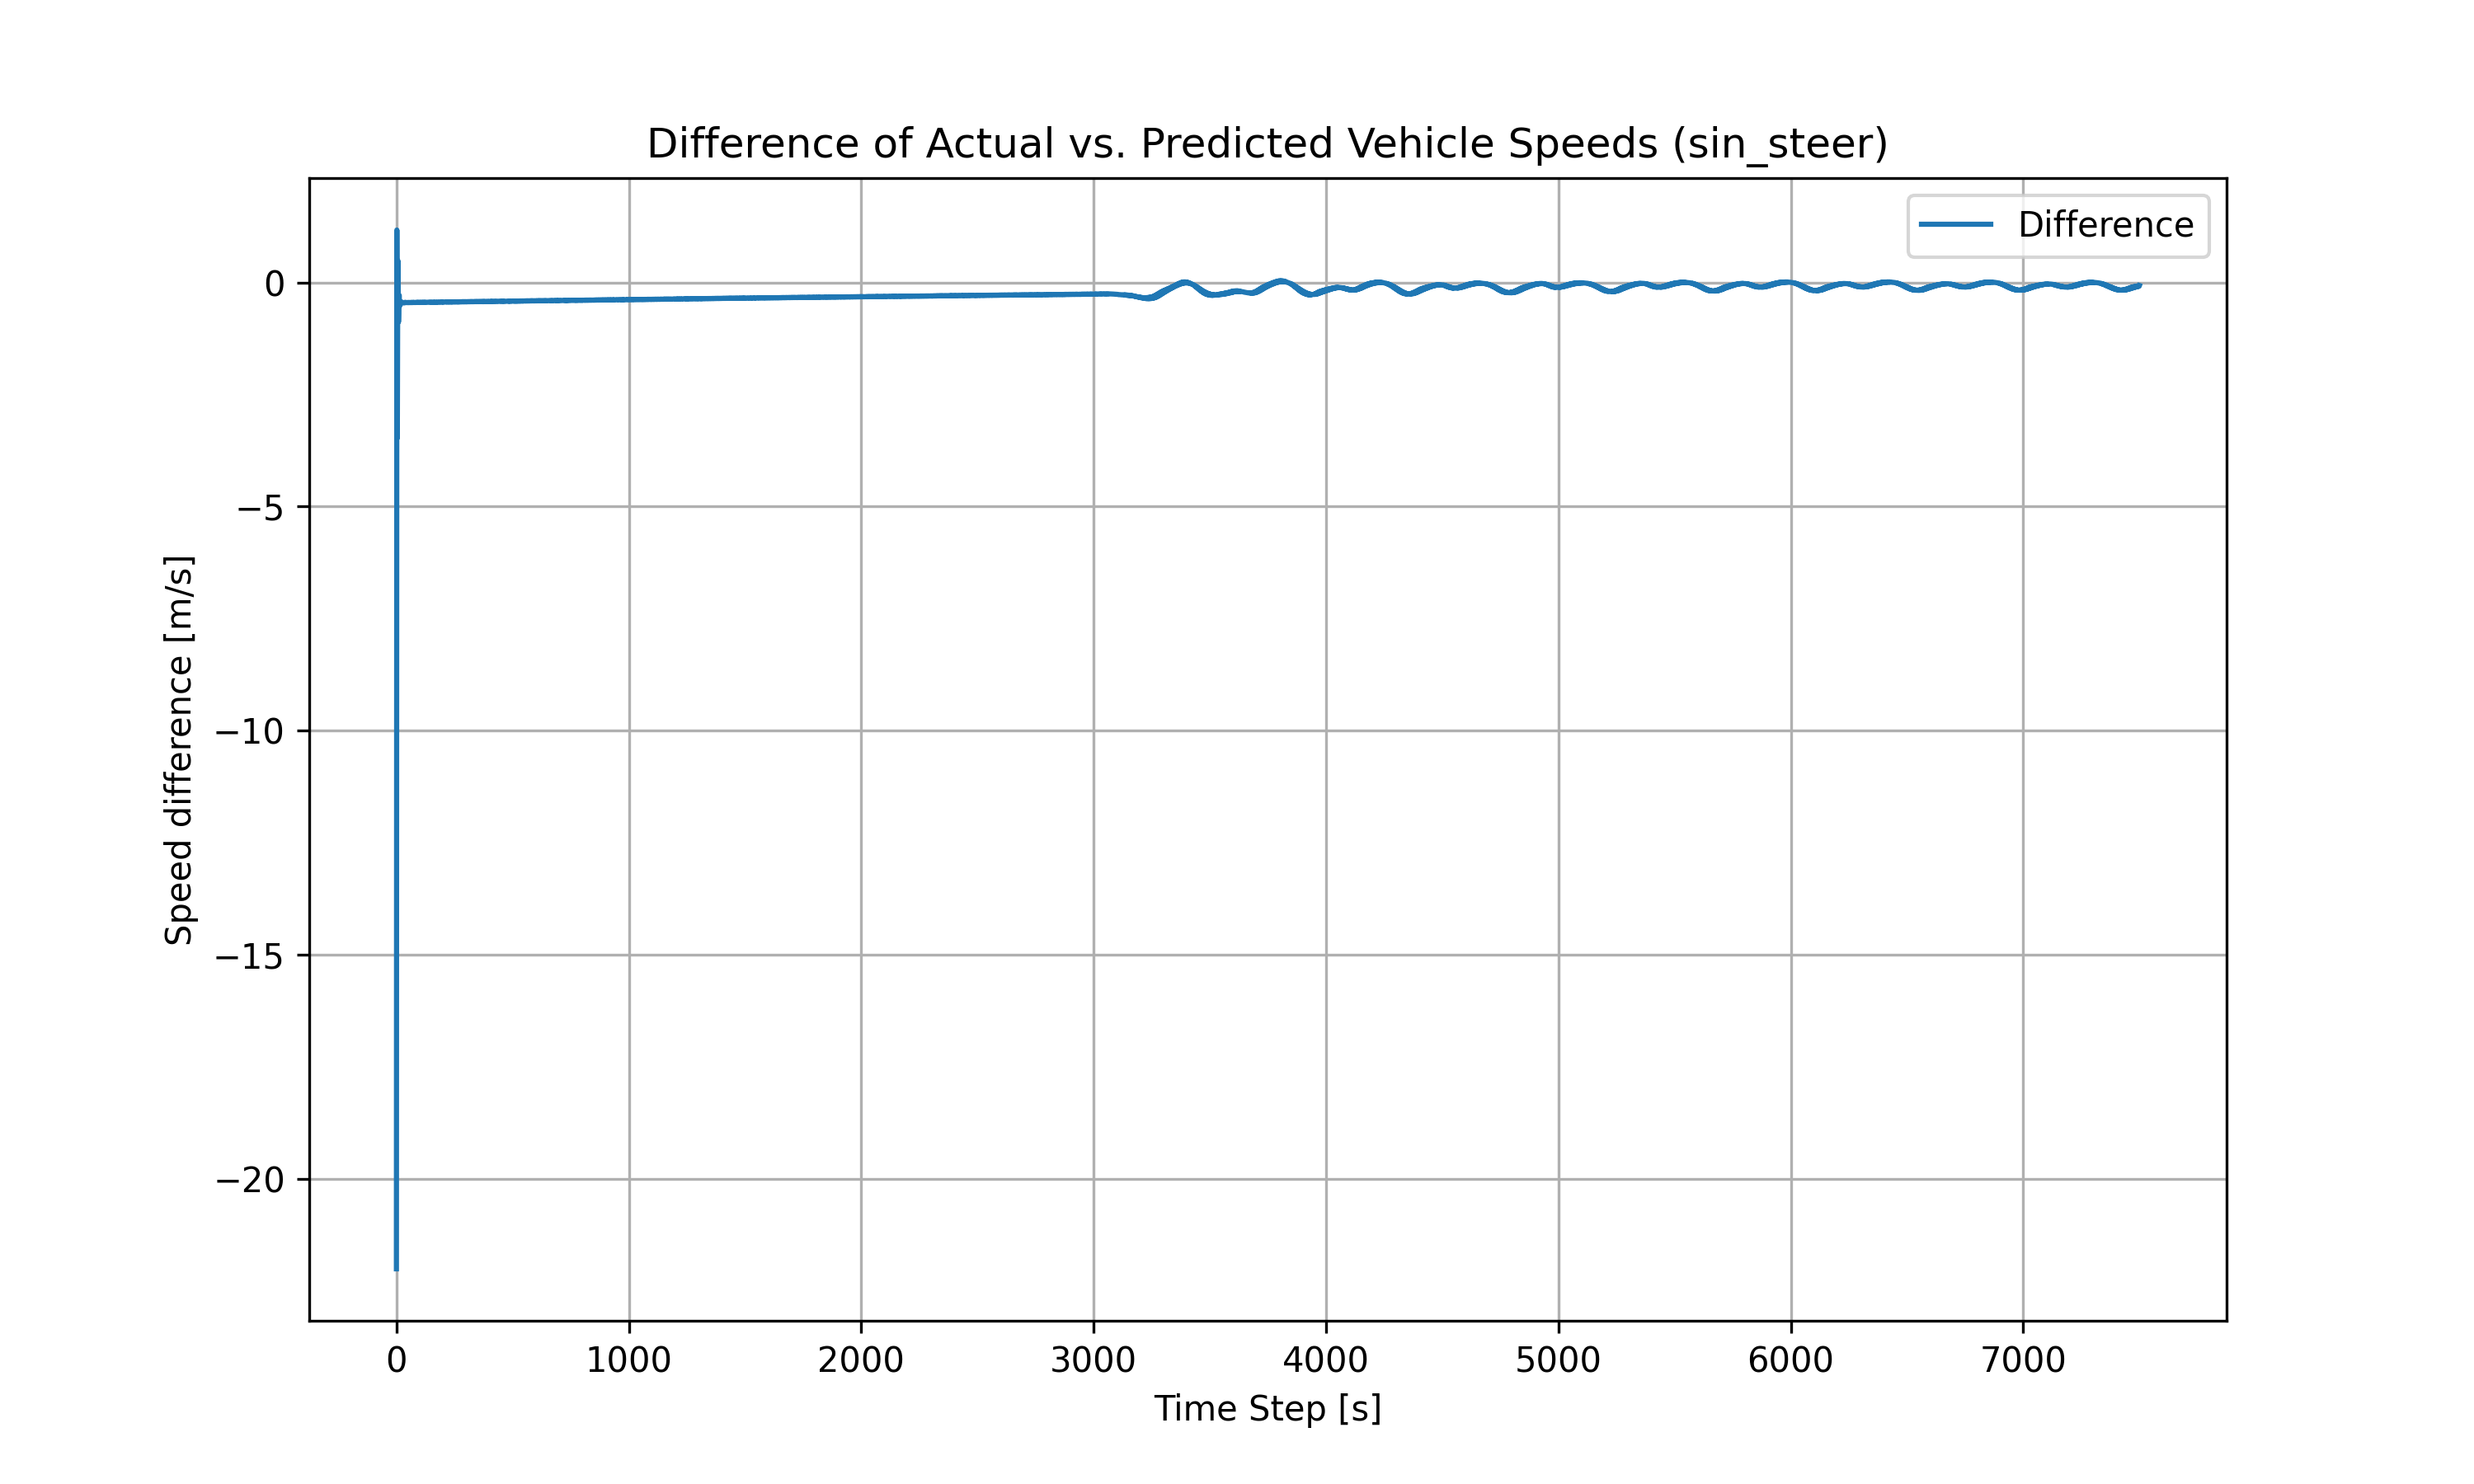 Difference of Actual vs. Predicted Vehicle Speeds (sin_steer)
Difference
Speed difference [m/s]
0
−5
−10
−15
−20
0 1000 2000 3000 4000 5000 6000 7000
Time Step [s]